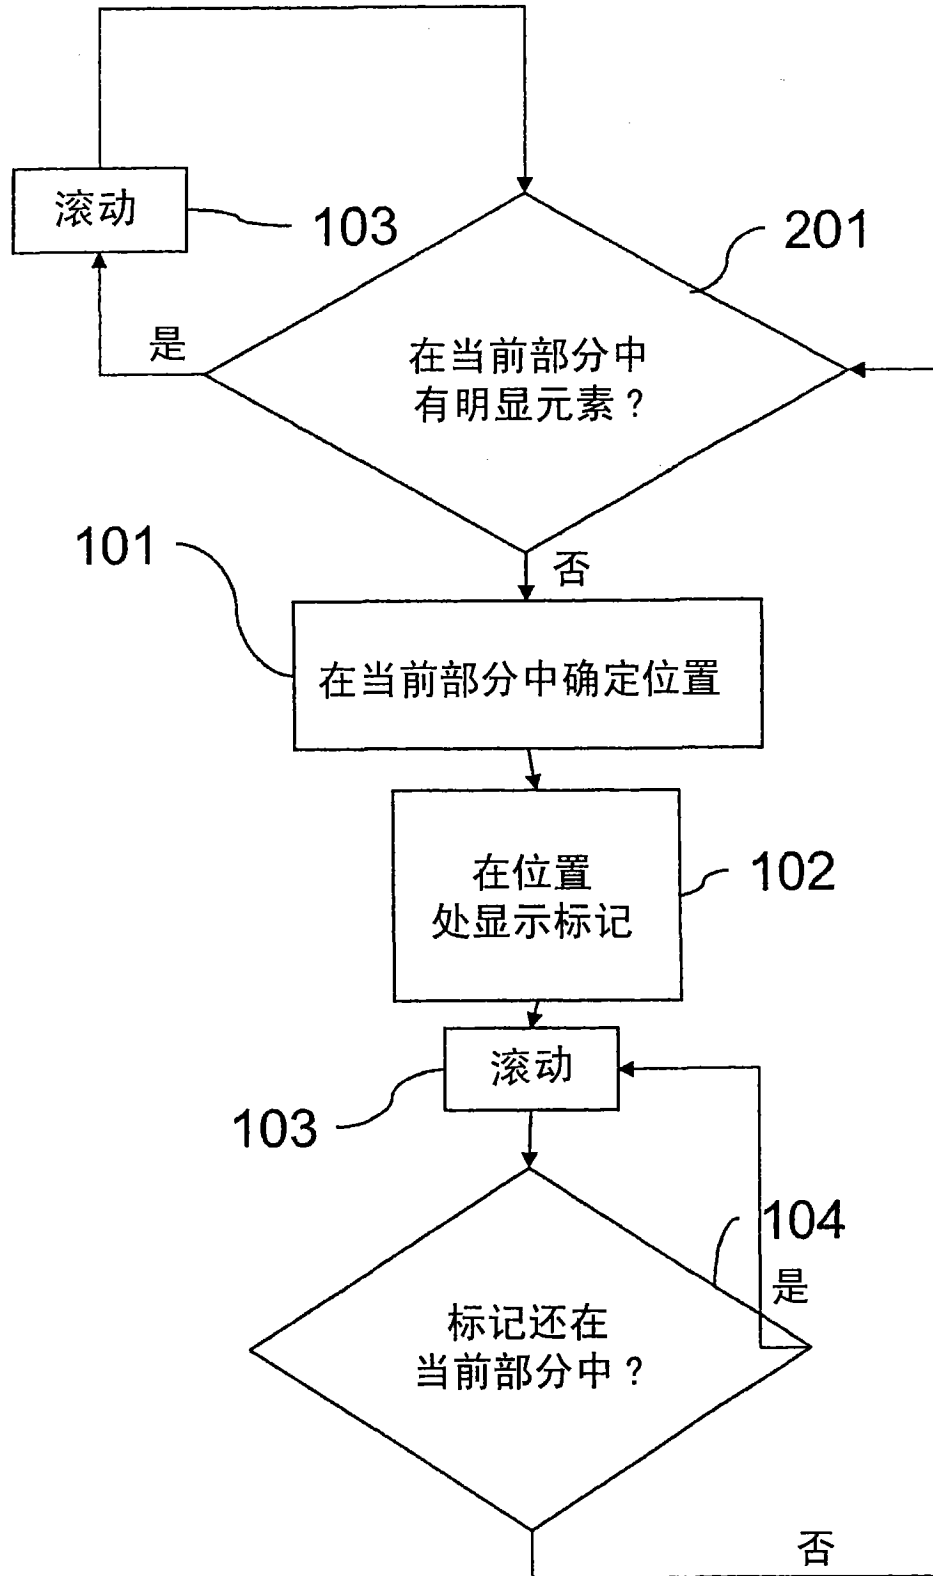 滚动
103
201
是
在当前部分中
有明显元素？
101
否
在当前部分中确定位置
在位置
处显示标记
102
滚动
103
104
是
标记还在
当前部分中？
否